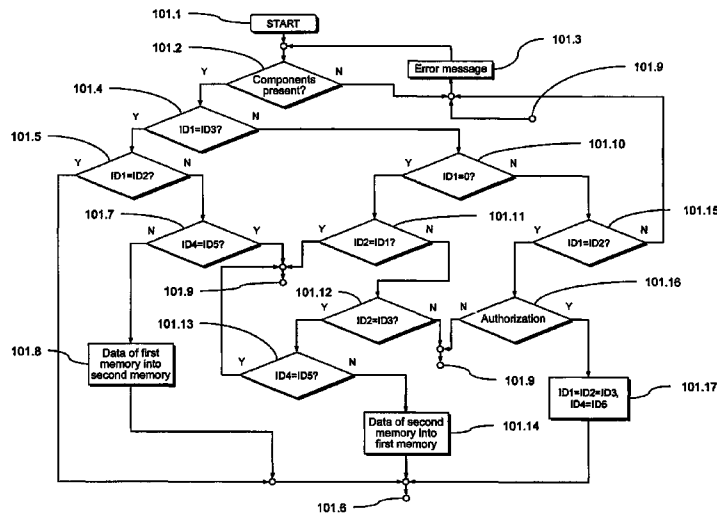 101.1
START
101.2
101.3
Error message
101.9
Components
present?
Y
N
101.4
ID1=ID3?
Y
N
101.5
ID1=ID2?
Y
N
101.10
ID1=0?
Y
N
101.7
ID4=ID5?
N
Y
101.9
101.11
ID2=ID1?
Y
N
101.15
ID1=ID2?
Y
N
101.12
ID2=ID3?
Y
N
101.9
101.16
Authorization
N
Y
101.13
ID4=ID5?
Y
N
101.8
Data of first
memory into
second memory
101.14
Data of second
memory into
first memory
101.17
ID1=ID2=ID3,
ID4=ID6
101.6